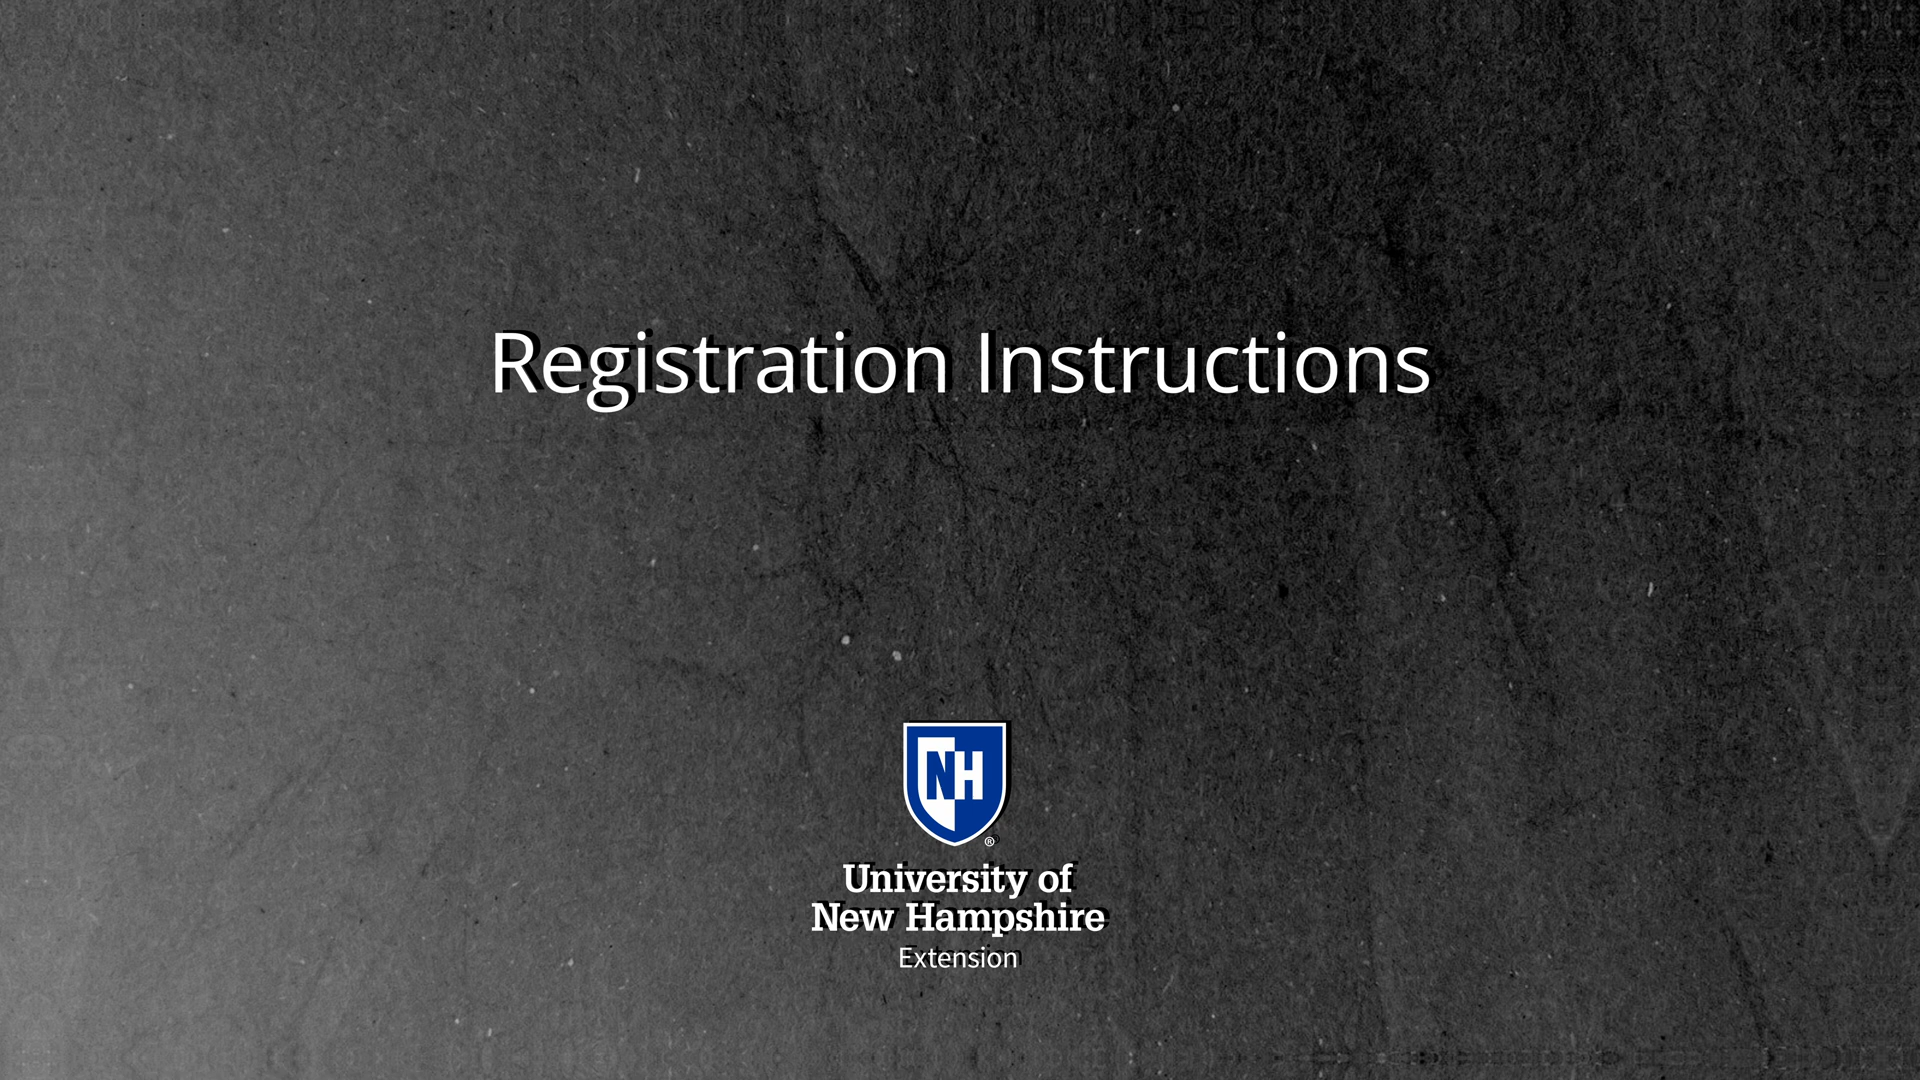 Registration Instructions
NH
®
University of
New Hampshire
Extension